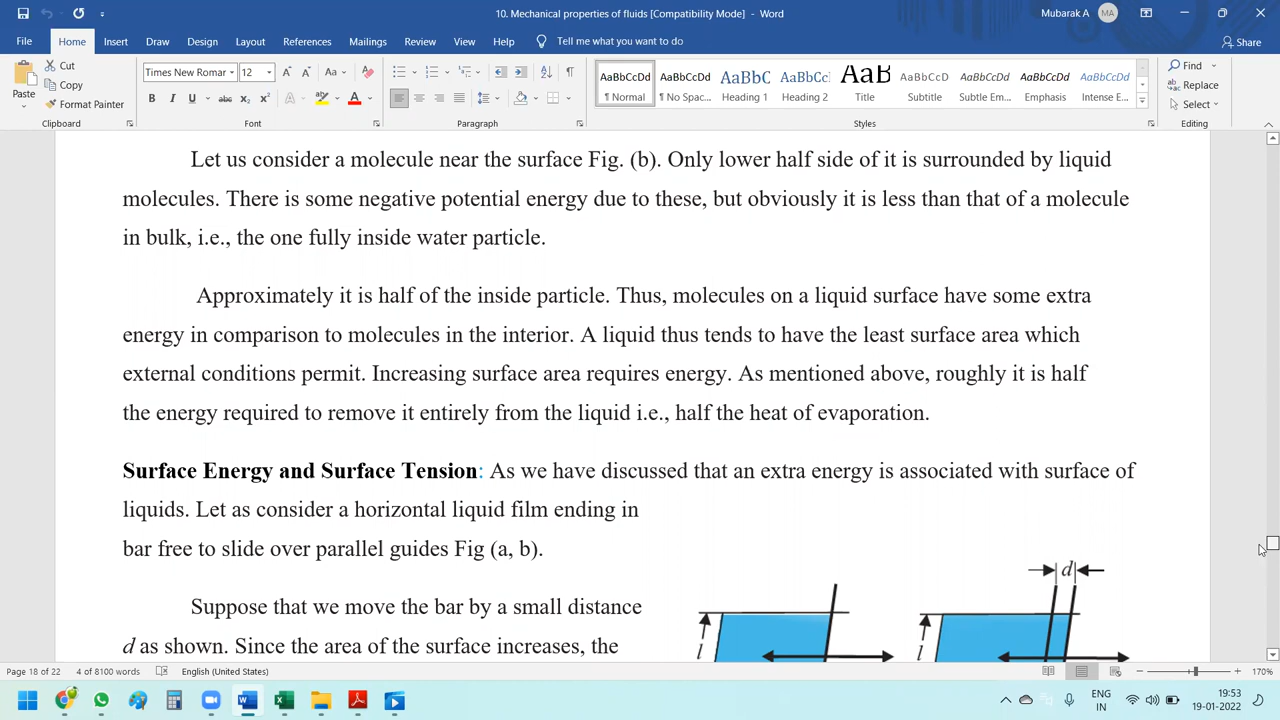 10. Mechanical properties of fluids [Compatibility Mode] - Word
Mubarak A
MA
File Home Insert Draw Design Layout References Mailings Review View Help Tell me what you want to do Share
Paste
Cut
Copy
Format Painter
Clipboard
Times New Romar 12
Font
Paragraph
AaBbCcDd AaBbCcDd AaBbC AaBbCc AaB AaBbCcDd AaBbCcDd AaBbCcDd AaBbCcDd
¶ Normal ¶ No Spac... Heading 1 Heading 2 Title Subtitle Subtle Em... Emphasis Intense E...
Styles
Find
Replace
Select
Editing
Let us consider a molecule near the surface Fig. (b). Only lower half side of it is surrounded by liquid
molecules. There is some negative potential energy due to these, but obviously it is less than that of a molecule
in bulk, i.e., the one fully inside water particle.
Approximately it is half of the inside particle. Thus, molecules on a liquid surface have some extra
energy in comparison to molecules in the interior. A liquid thus tends to have the least surface area which
external conditions permit. Increasing surface area requires energy. As mentioned above, roughly it is half
the energy required to remove it entirely from the liquid i.e., half the heat of evaporation.
Surface Energy and Surface Tension: As we have discussed that an extra energy is associated with surface of
liquids. Let as consider a horizontal liquid film ending in
bar free to slide over parallel guides Fig (a, b).
Suppose that we move the bar by a small distance
d as shown. Since the area of the surface increases, the
d
l
l
Page 18 of 22 4 of 8100 words English (United States) 170%
ENG
IN
19:53
19-01-2022